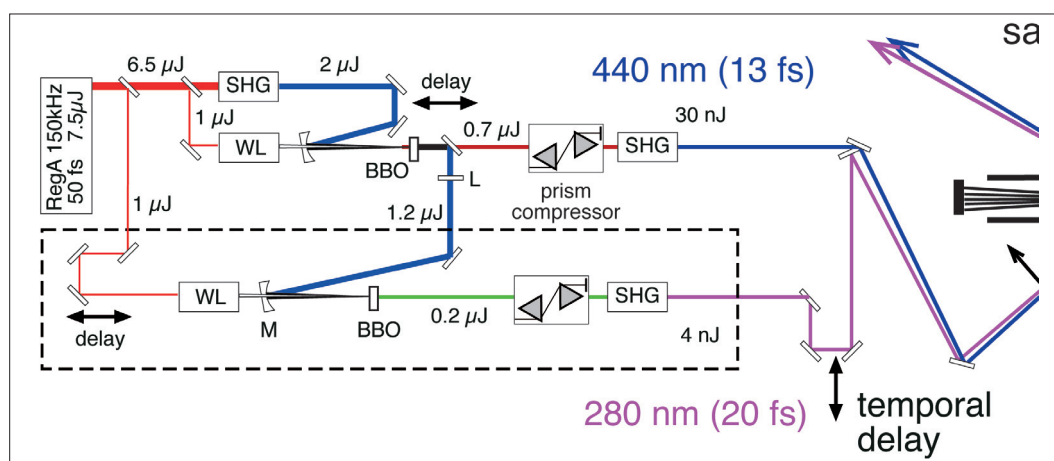 sa
6.5 μJ
SHG
2 μJ
delay
440 nm (13 fs)
RegA 150kHz
50 fs 7.5μJ
1 μJ
WL
BBO
0.7 μJ
prism
compressor
SHG
30 nJ
L
1 μJ
1.2 μJ
WL
M
BBO
0.2 μJ
SHG
4 nJ
delay
280 nm (20 fs)
temporal
delay